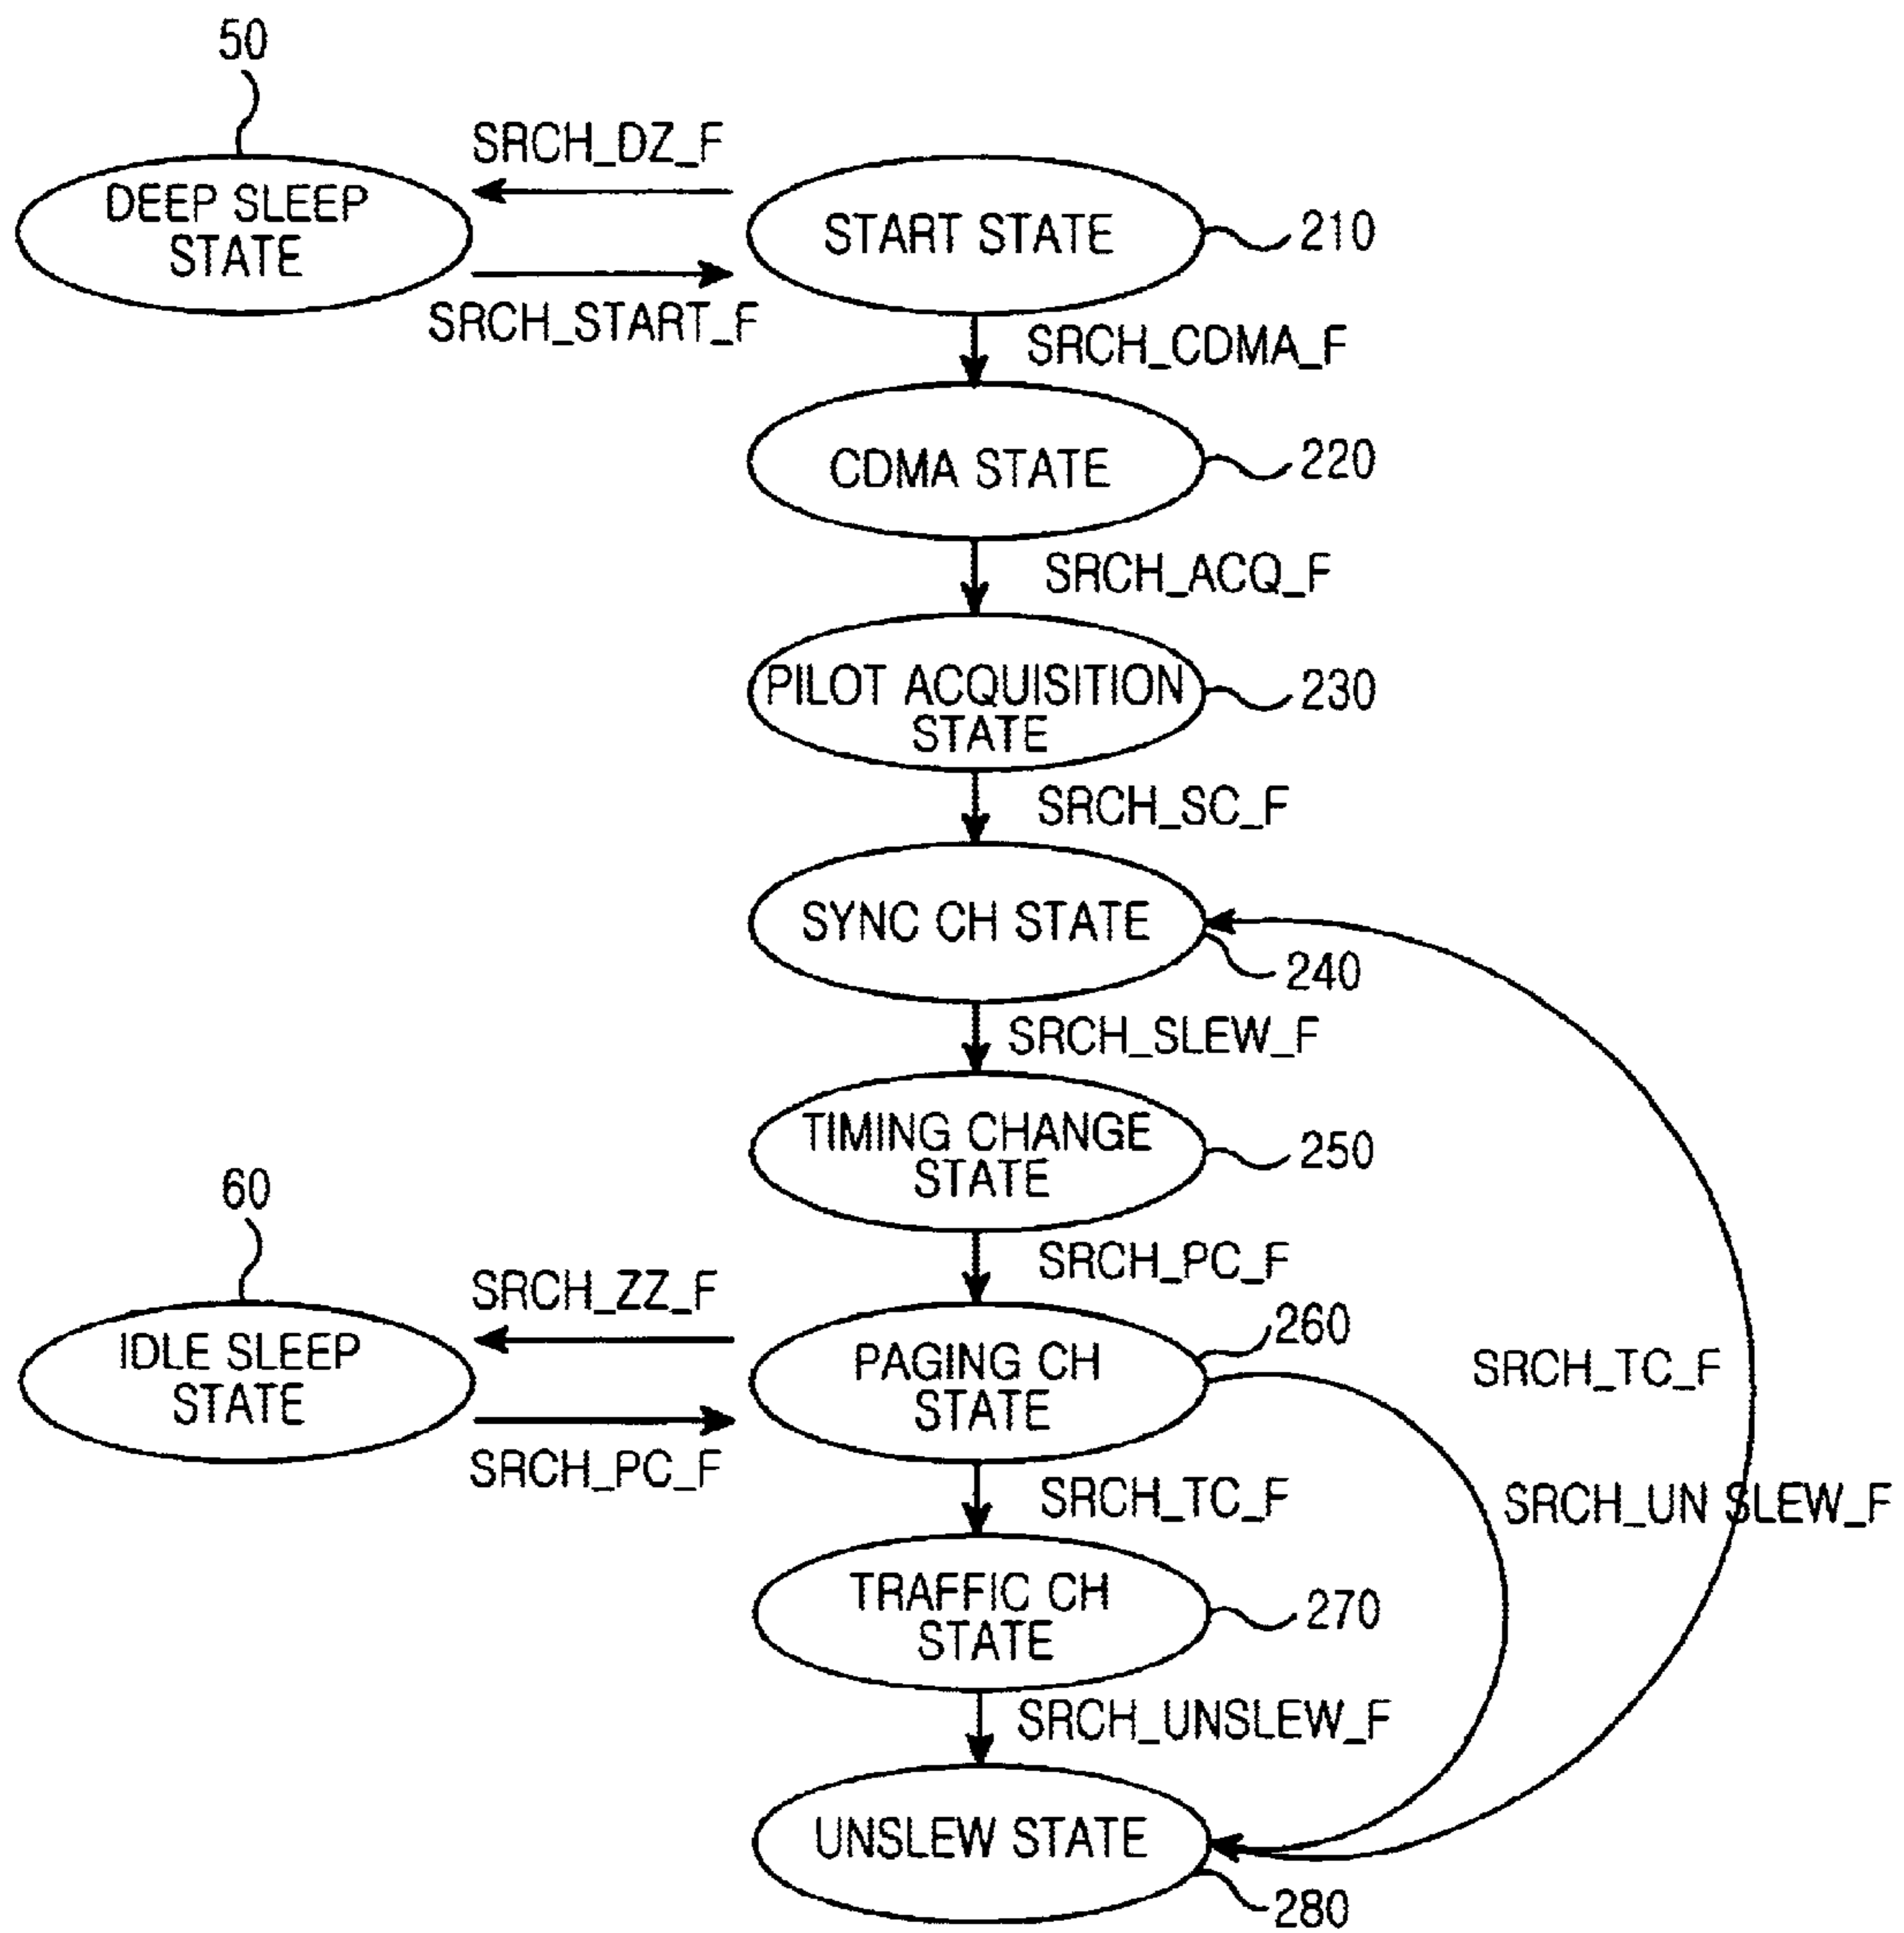 50
SRCH_DZ_F
DEEP SLEEP
STATE
START STATE
210
SRCH_START_F
SRCH_CDMA_F
CDMA STATE
220
SRCH_ACQ_F
PILOT ACQUISITION
STATE
230
SRCH_SC_F
SYNC CH STATE
240
SRCH_SLEW_F
TIMING CHANGE
STATE
250
60
SRCH_PC_F
SRCH_ZZ_F
IDLE SLEEP
STATE
PAGING CH
STATE
260
SRCH_TC_F
SRCH_PC_F
SRCH_TC_F
SRCH_UN SLEW_F
TRAFFIC CH
STATE
270
SRCH_UNSLEW_F
UNSLEW STATE
280